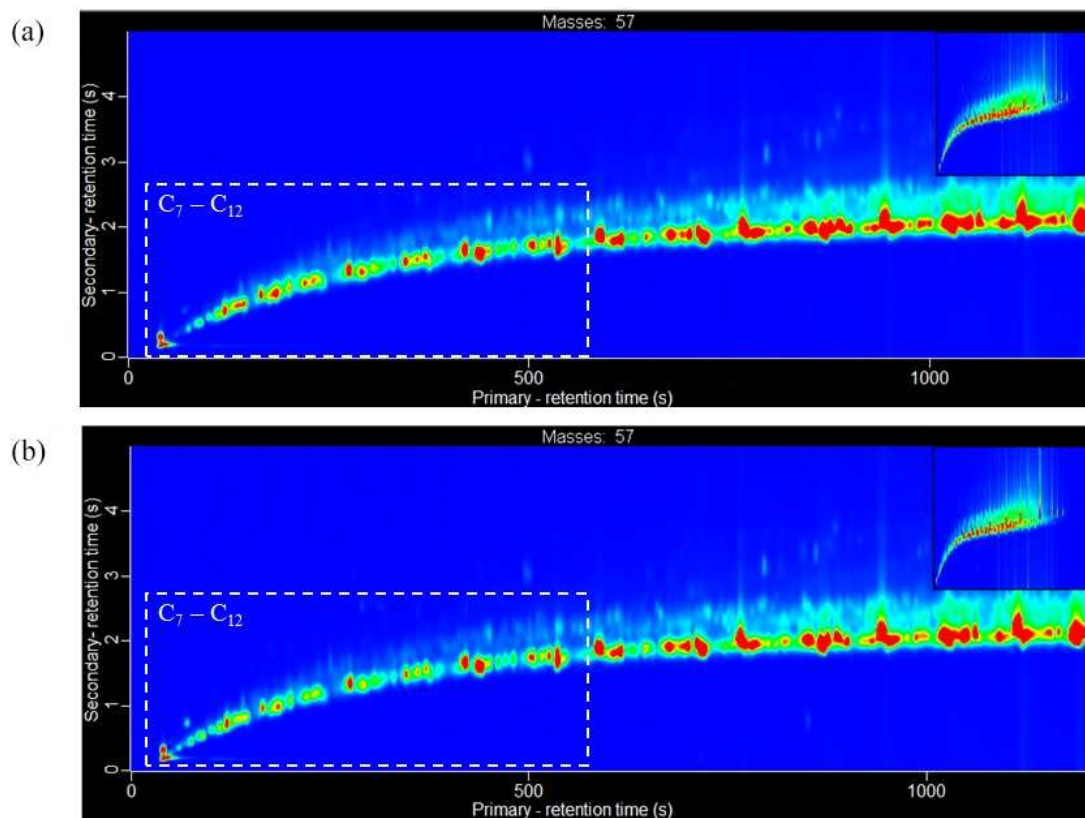 (a)
Masses: 57
Secondary- retention time (s)
4
3
2
1
0
C₇ – C₁₂
0
500
1000
Primary - retention time (s)
(b)
Masses: 57
Secondary- retention time (s)
4
3
2
1
0
C₇ – C₁₂
0
500
1000
Primary - retention time (s)